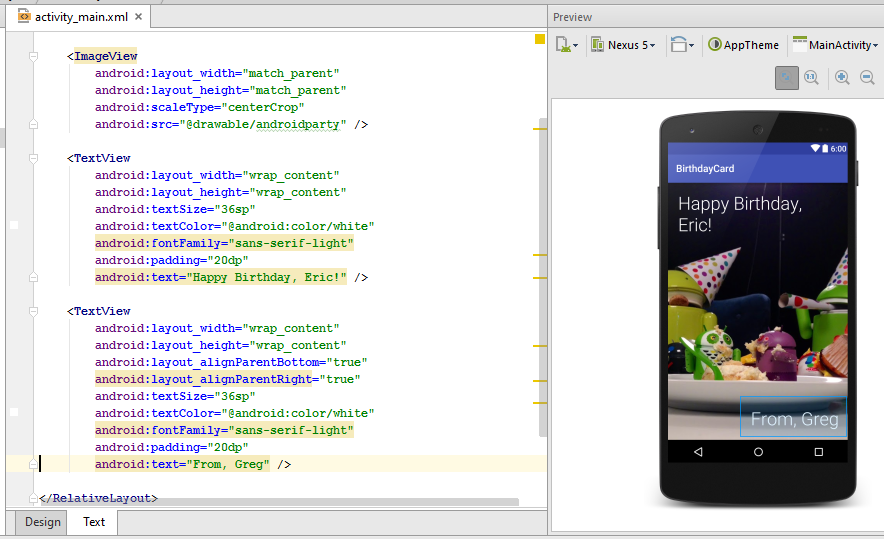 activity_main.xml ×
<ImageView
android:layout_width="match_parent"
android:layout_height="match_parent"
android:scaleType="centerCrop"
android:src="@drawable/androidparty" />
<TextView
android:layout_width="wrap_content"
android:layout_height="wrap_content"
android:textSize="36sp"
android:textColor="@android:color/white"
android:fontFamily="sans-serif-light"
android:padding="20dp"
android:text="Happy Birthday, Eric!" />
<TextView
android:layout_width="wrap_content"
android:layout_height="wrap_content"
android:layout_alignParentBottom="true"
android:layout_alignParentRight="true"
android:textSize="36sp"
android:textColor="@android:color/white"
android:fontFamily="sans-serif-light"
android:padding="20dp"
android:text="From, Greg" />
</RelativeLayout>
Design Text
Preview
Nexus 5 AppTheme MainActivity
1:1
6:00
BirthdayCard
Happy Birthday,
Eric!
From, Greg